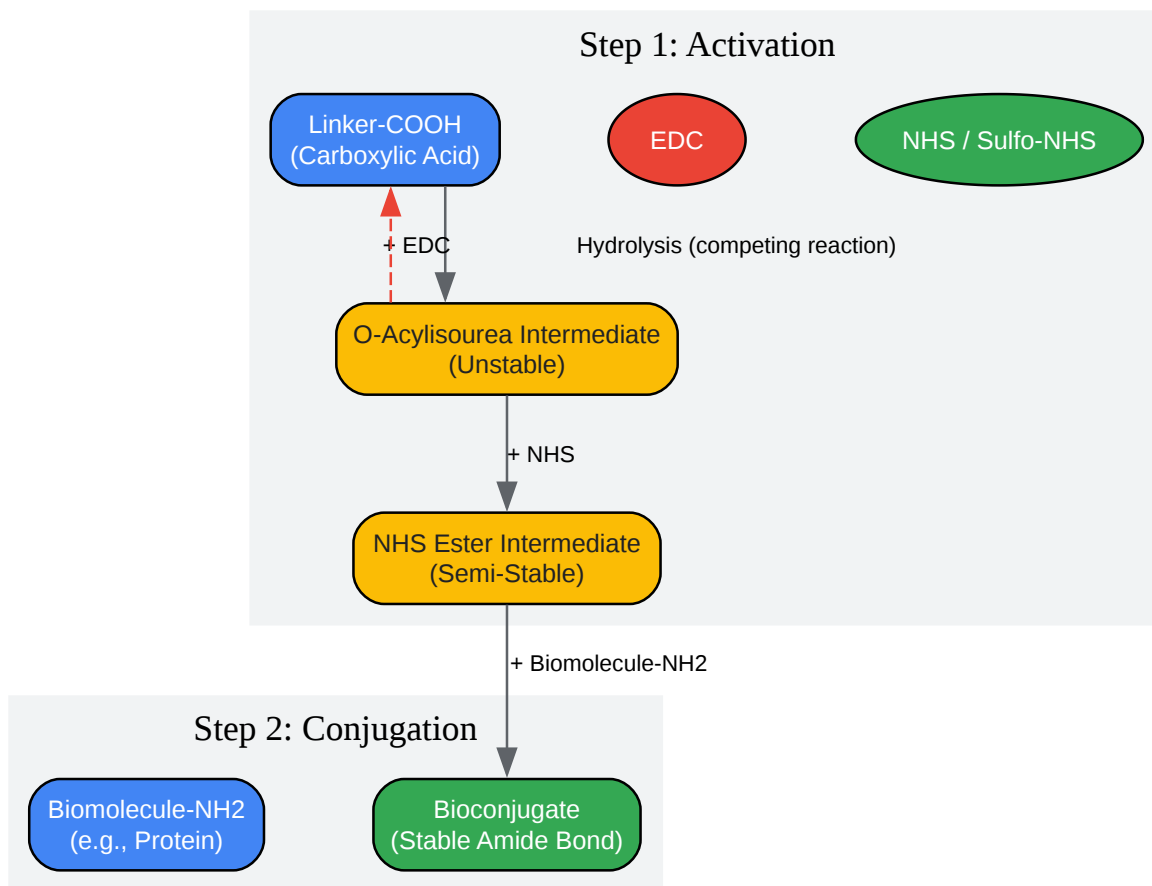 Step 1: Activation
Linker-COOH
(Carboxylic Acid)
EDC
NHS / Sulfo-NHS
+ EDC
Hydrolysis (competing reaction)
O-Acylisourea Intermediate
(Unstable)
+ NHS
NHS Ester Intermediate
(Semi-Stable)
+ Biomolecule-NH2
Step 2: Conjugation
Biomolecule-NH2
(e.g., Protein)
Bioconjugate
(Stable Amide Bond)